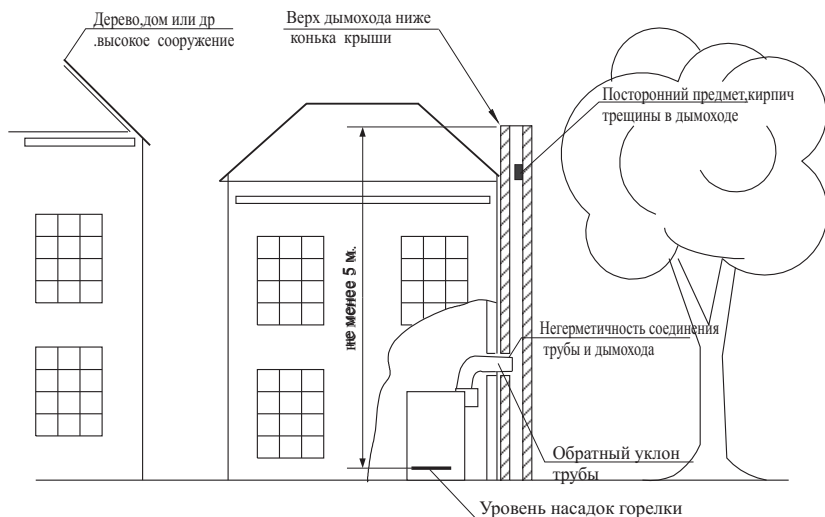 Дерево,дом или др
.высокое сооружение
Верх дымохода ниже
конька крыши
Посторонний предмет,кирпич
трещины в дымоходе
не менее 5 м.
Негерметичность соединения
трубы и дымохода
Обратный уклон
трубы
Уровень насадок горелки